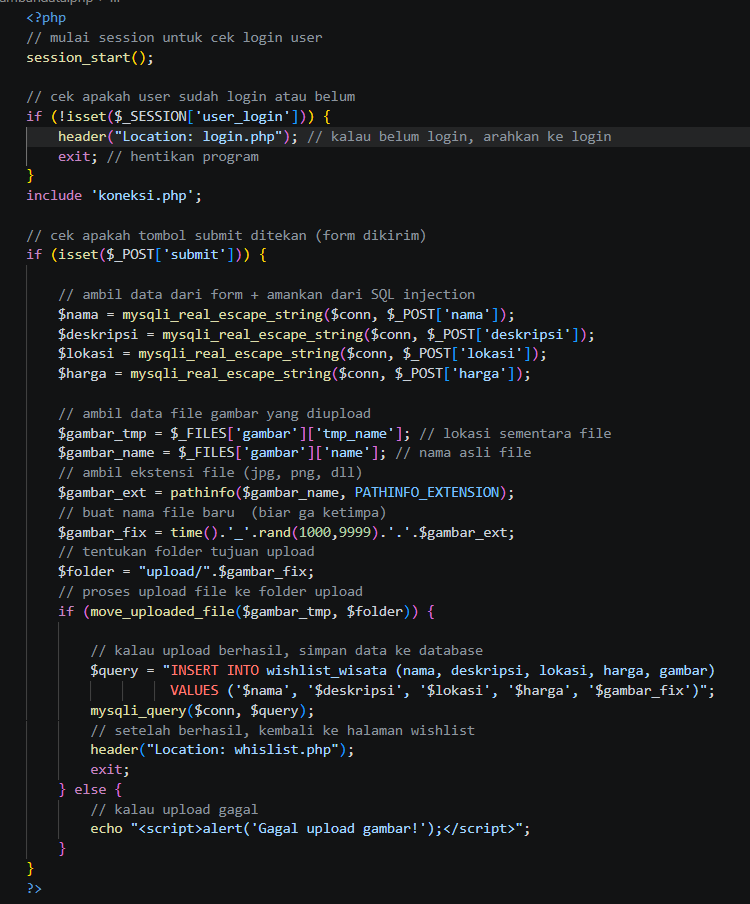 <?php
// mulai session untuk cek login user
session_start();
// cek apakah user sudah login atau belum
if (!isset($_SESSION['user_login'])) {
header("Location: login.php"); // kalau belum login, arahkan ke login
exit; // hentikan program
}
include 'koneksi.php';
// cek apakah tombol submit ditekan (form dikirim)
if (isset($_POST['submit'])) {
// ambil data dari form + amankan dari SQL injection
$nama = mysqli_real_escape_string($conn, $_POST['nama']);
$deskripsi = mysqli_real_escape_string($conn, $_POST['deskripsi']);
$lokasi = mysqli_real_escape_string($conn, $_POST['lokasi']);
$harga = mysqli_real_escape_string($conn, $_POST['harga']);
// ambil data file gambar yang diupload
$gambar_tmp = $_FILES['gambar']['tmp_name']; // lokasi sementara file
$gambar_name = $_FILES['gambar']['name']; // nama asli file
// ambil ekstensi file (jpg, png, dll)
$gambar_ext = pathinfo($gambar_name, PATHINFO_EXTENSION);
// buat nama file baru  (biar ga ketimpa)
$gambar_fix = time().'_'.rand(1000,9999).'.'.$gambar_ext;
// tentukan folder tujuan upload
$folder = "upload/".$gambar_fix;
// proses upload file ke folder upload
if (move_uploaded_file($gambar_tmp, $folder)) {
// kalau upload berhasil, simpan data ke database
$query = "INSERT INTO wishlist_wisata (nama, deskripsi, lokasi, harga, gambar)
VALUES ('$nama', '$deskripsi', '$lokasi', '$harga', '$gambar_fix')";
mysqli_query($conn, $query);
// setelah berhasil, kembali ke halaman wishlist
header("Location: whislist.php");
exit;
} else {
// kalau upload gagal
echo "<script>alert('Gagal upload gambar!');</script>";
}
}
?>